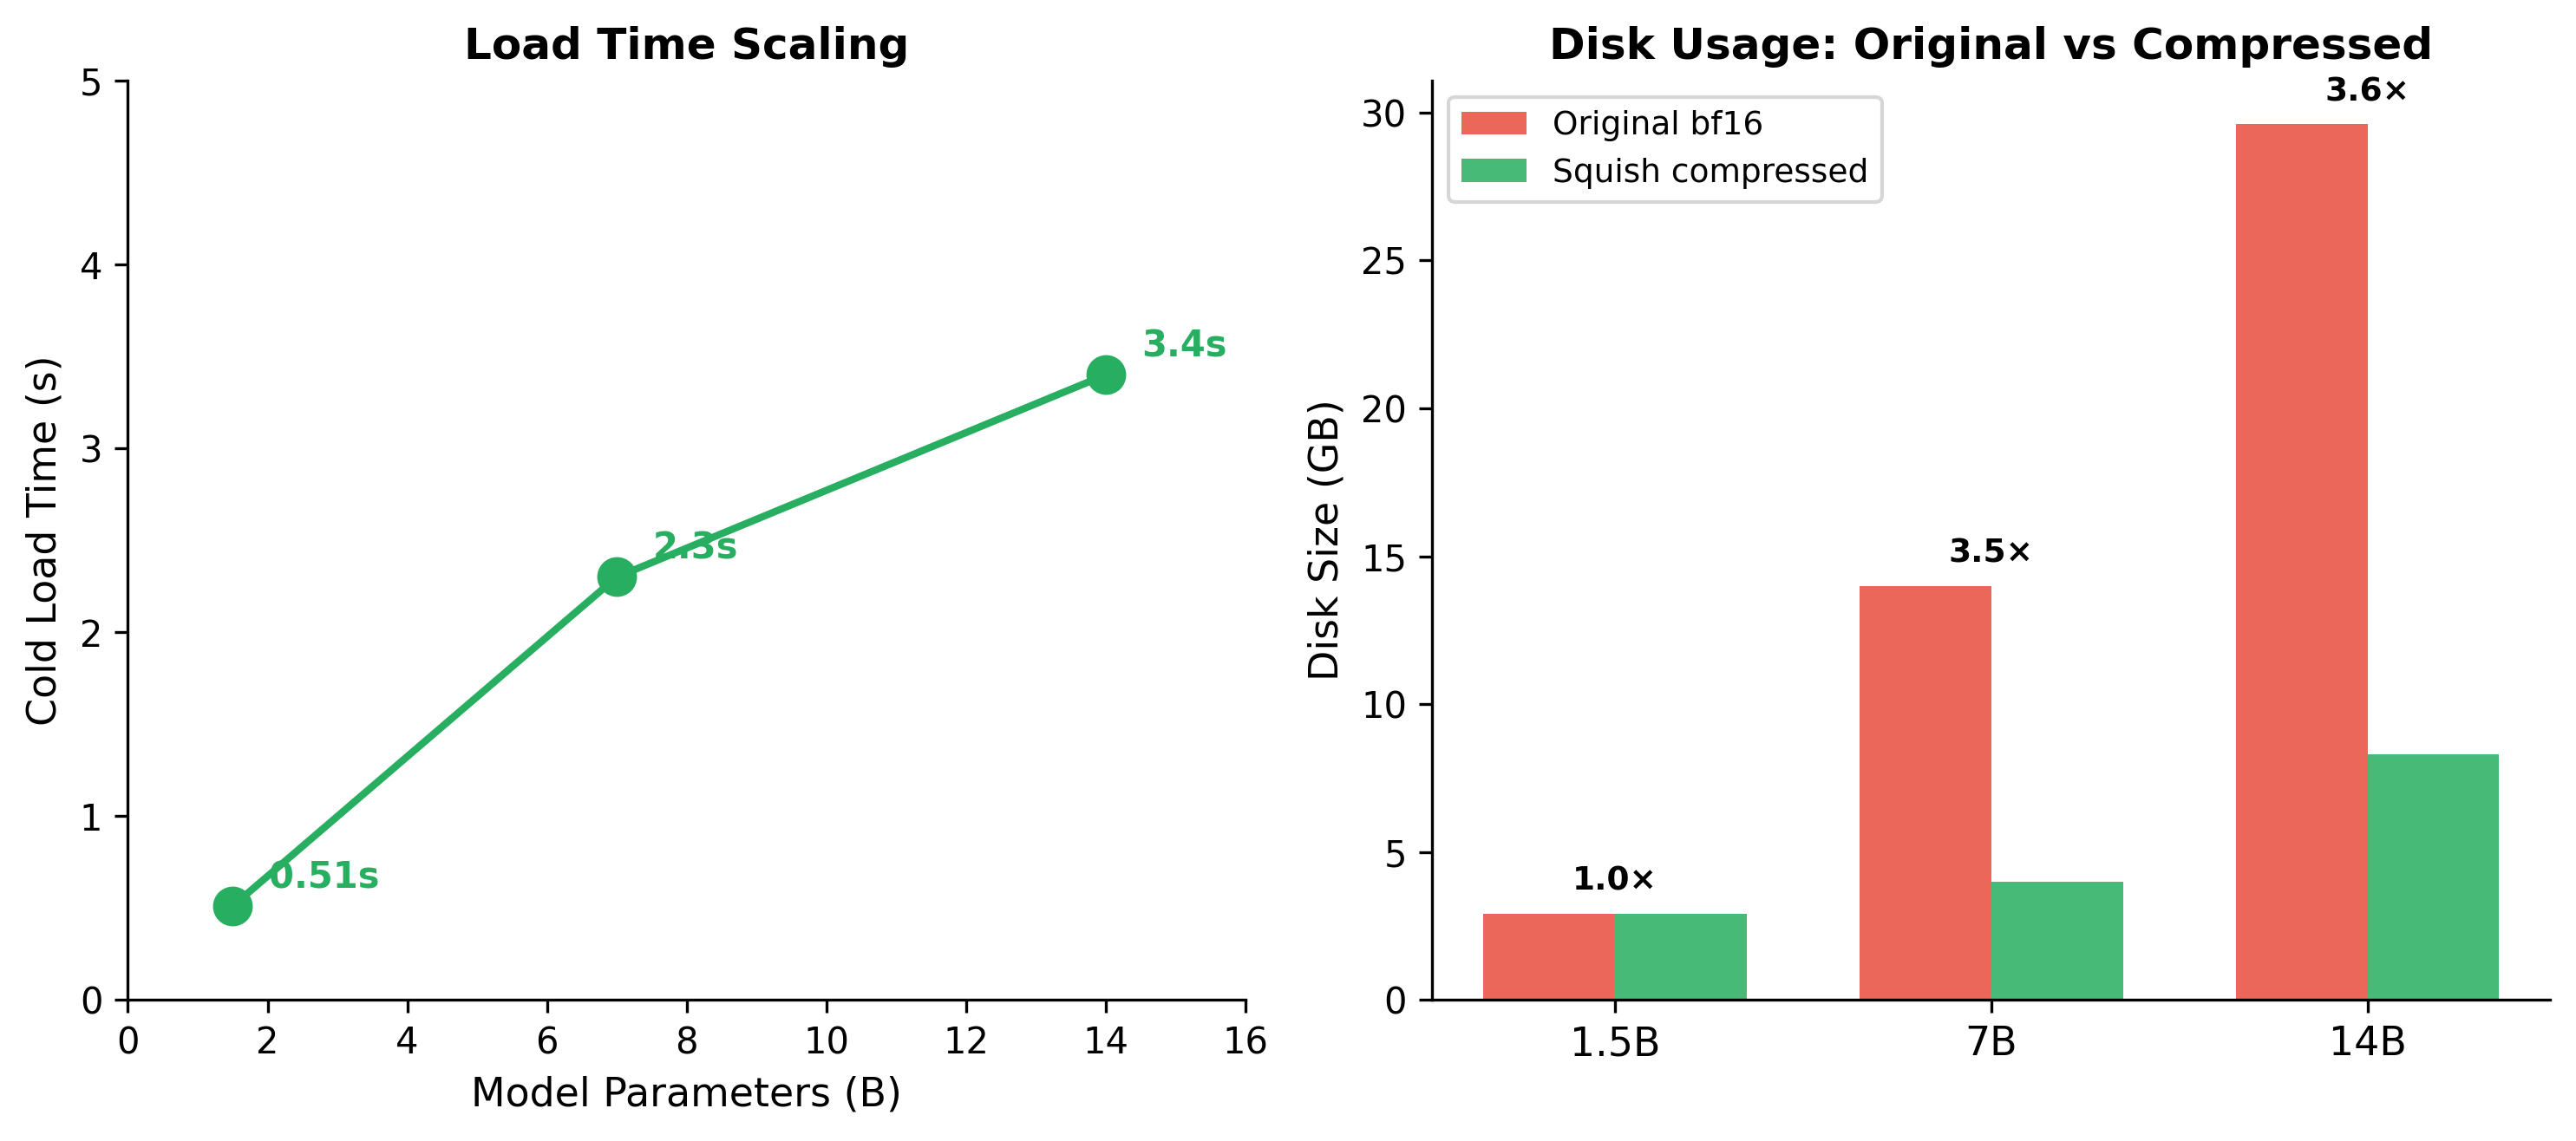 Load Time Scaling
5
4
3
2
1
0
Cold Load Time (s)
3.4s
2.3s
0.51s
0 2 4 6 8 10 12 14 16
Model Parameters (B)
Disk Usage: Original vs Compressed
Original bf16
Squish compressed
30
25
20
15
10
5
0
Disk Size (GB)
3.6×
3.5×
1.0×
1.5B 7B 14B